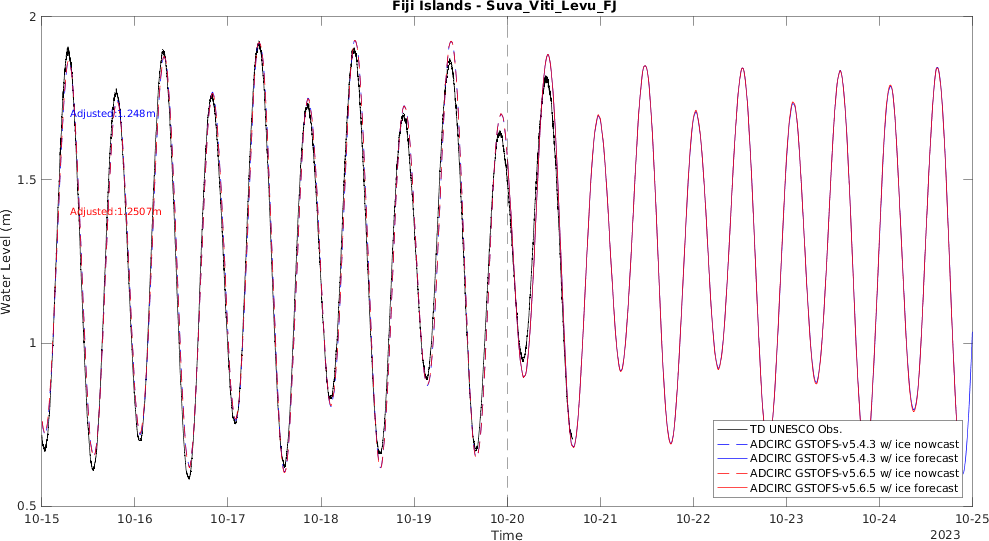 Fiji Islands - Suva_Viti_Levu_FJ
2
1.5
1
0.5
Water Level (m)
Adjusted:1.248m
Adjusted:1.2507m
TD UNESCO Obs.
ADCIRC GSTOFS-v5.4.3 w/ ice nowcast
ADCIRC GSTOFS-v5.4.3 w/ ice forecast
ADCIRC GSTOFS-v5.6.5 w/ ice nowcast
ADCIRC GSTOFS-v5.6.5 w/ ice forecast
10-15 10-16 10-17 10-18 10-19 10-20 10-21 10-22 10-23 10-24 10-25
Time
2023